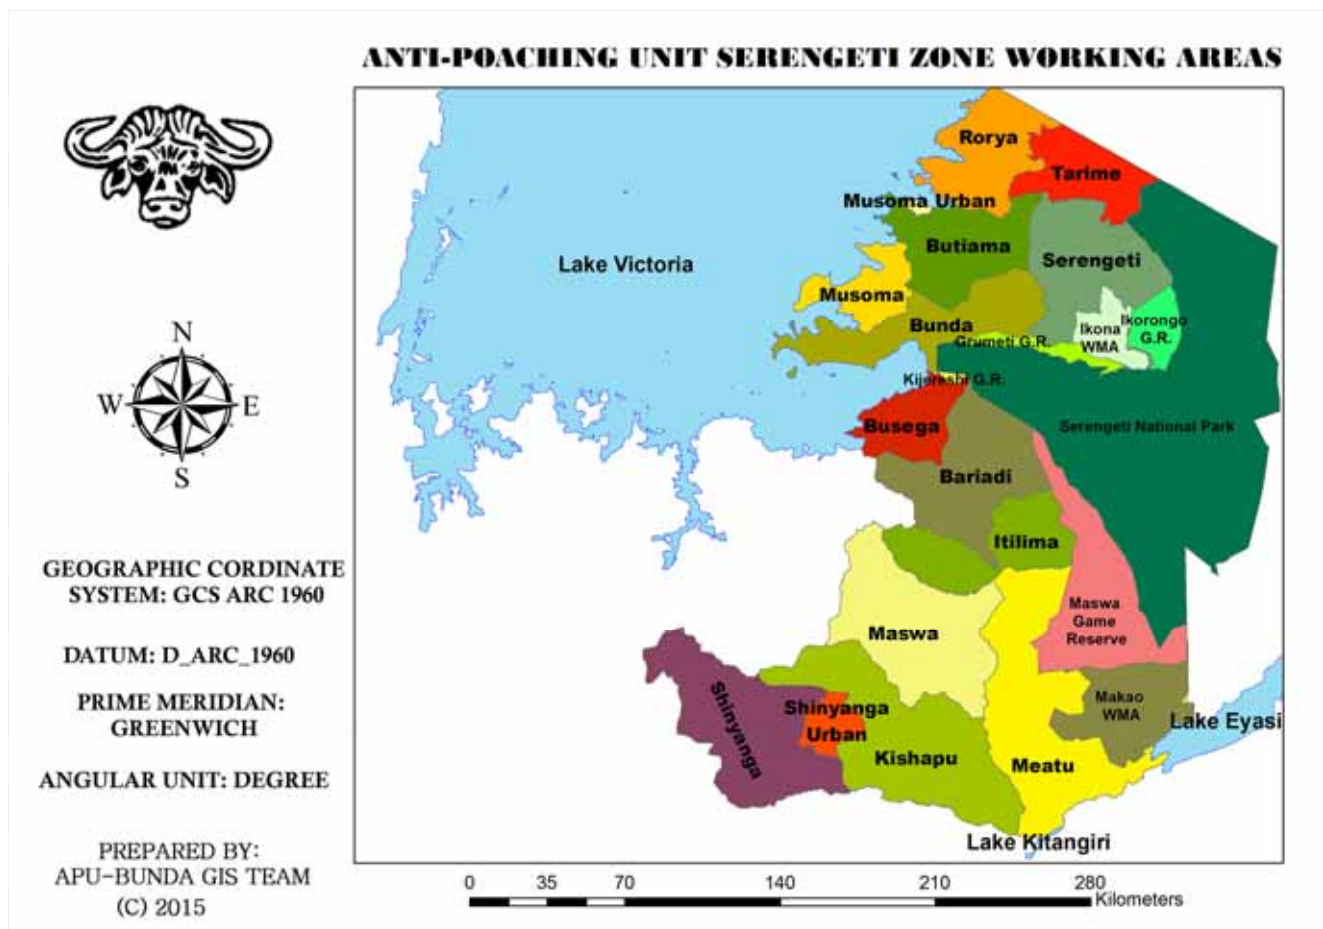 ANTI-POACHING UNIT SERENGETI ZONE WORKING AREAS
Rorya
Tarime
Musoma Urban
Butiama
Serengeti
Lake Victoria
Musoma
Bunda
Ikona
WMA
Ikorongo
G.R.
Grumeti G.R.
Kijereshi G.R.
Busega
Serengeti National Park
Bariadi
Itilima
Maswa
Game
Reserve
Maswa
Makao
WMA
Lake Eyasi
Shinyanga
Shinyanga
Urban
Kishapu
Meatu
Lake Kitangiri
N
W
E
S
GEOGRAPHIC CORDINATE
SYSTEM: GCS ARC 1960
DATUM: D_ARC_1960
PRIME MERIDIAN:
GREENWICH
ANGULAR UNIT: DEGREE
PREPARED BY:
APU-BUNDA GIS TEAM
(C) 2015
0 35 70 140 210 280
Kilometers